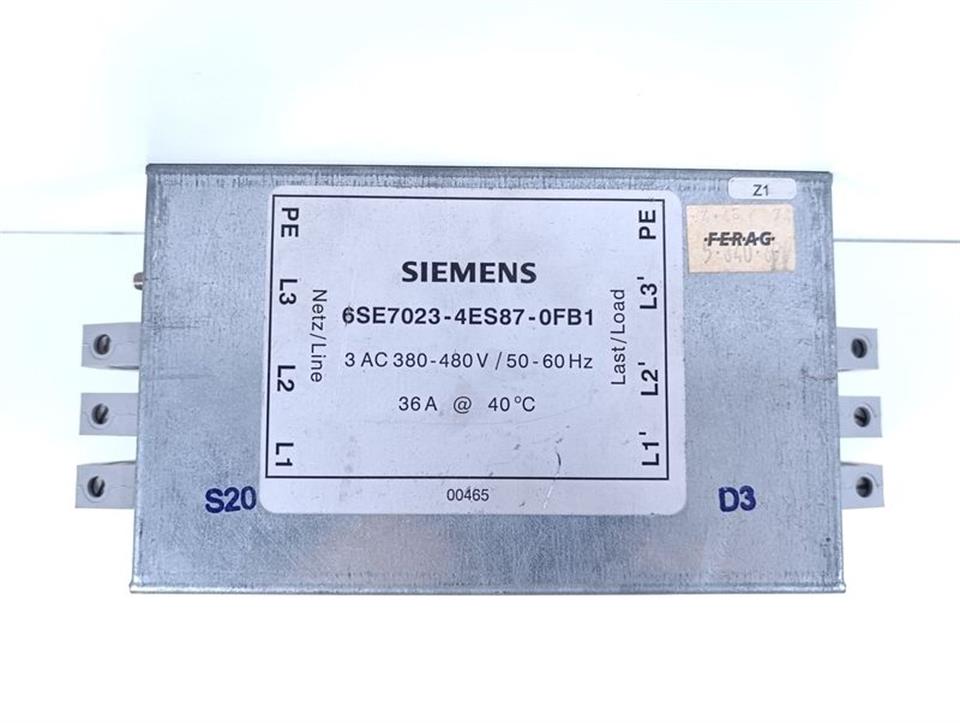 Z1
FERAG
PE
L3
L2
L1
Netz/Line
SIEMENS
6SE7023-4ES87-0FB1
3 AC 380-480 V / 50-60 Hz
36 A @ 40 °C
Last/Load
PE
L3'
L2'
L1'
00465
S20
D3